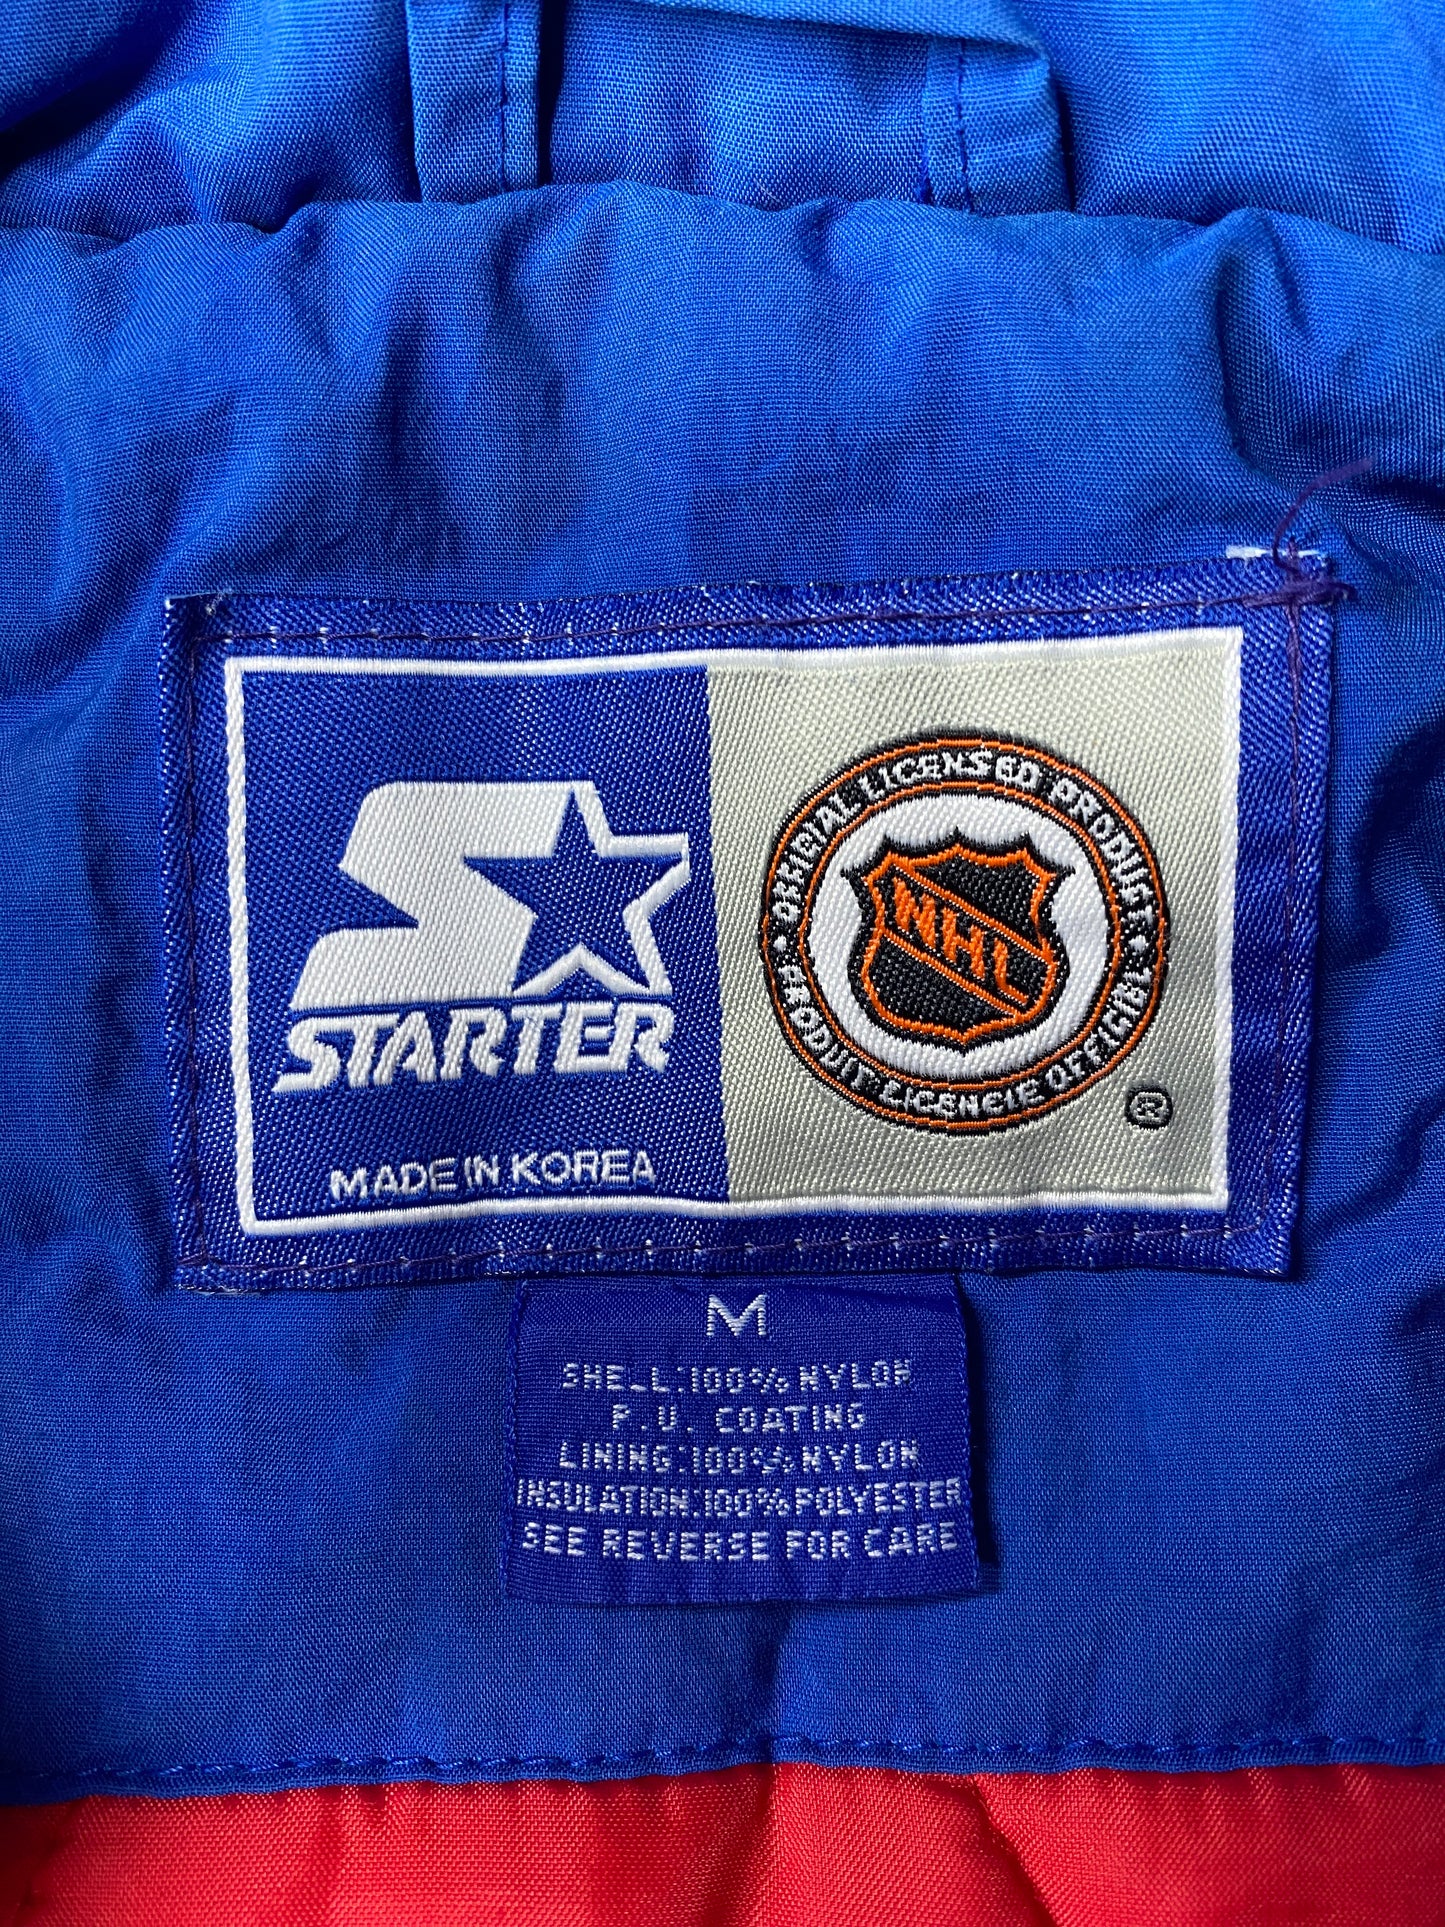 STARTER
MADE IN KOREA
OFFICIAL LICENSED PRODUCT
NHL
PRODUIT LICENCIE OFFICIEL
®
M
SHELL:100% NYLON
P.U. COATING
LINING:100% NYLON
INSULATION:100% POLYESTER
SEE REVERSE FOR CARE